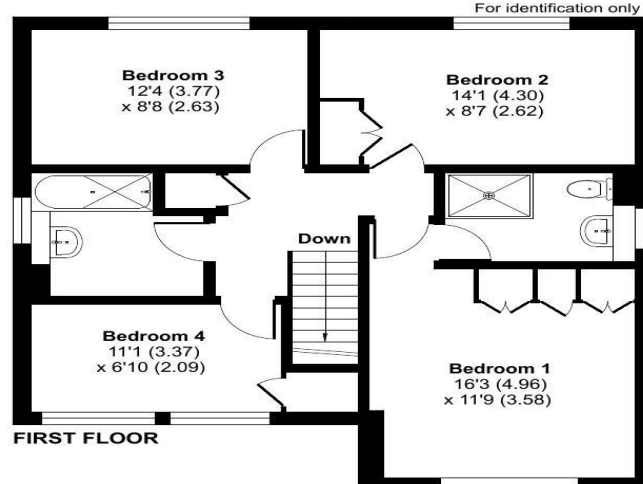 For identification only
Bedroom 3
12'4 (3.77)
x 8'8 (2.63)
Bedroom 2
14'1 (4.30)
x 8'7 (2.62)
Down
Bedroom 4
11'1 (3.37)
x 6'10 (2.09)
Bedroom 1
16'3 (4.96)
x 11'9 (3.58)
FIRST FLOOR